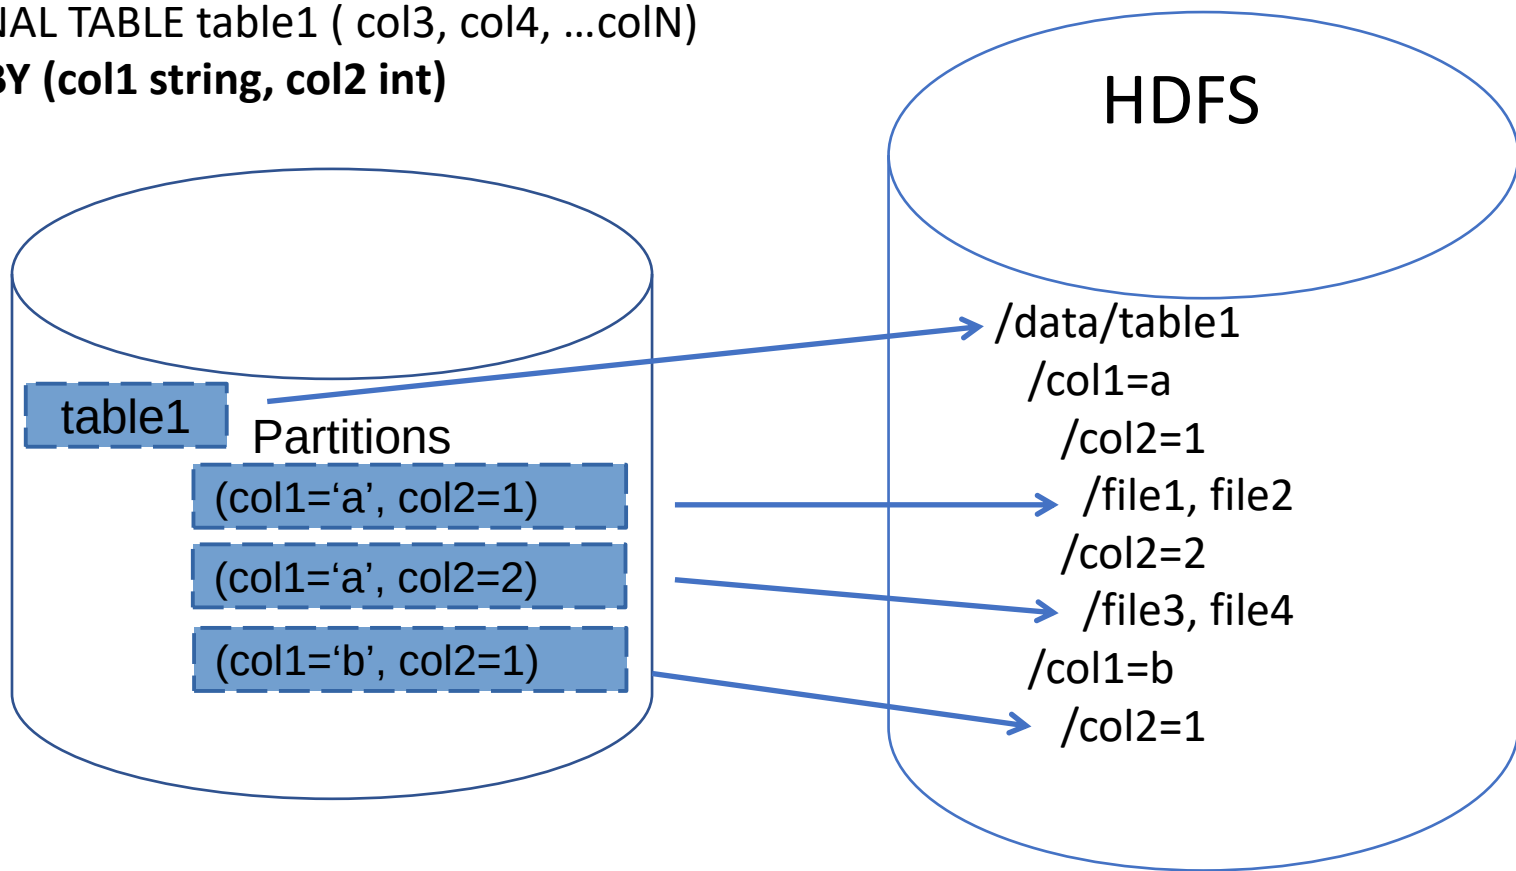 NAL TABLE table1 ( col3, col4, …colN)
BY (col1 string, col2 int)
HDFS
table1
Partitions
(col1=‘a’, col2=1)
(col1=‘a’, col2=2)
(col1=‘b’, col2=1)
/data/table1
/col1=a
/col2=1
/file1, file2
/col2=2
/file3, file4
/col1=b
/col2=1